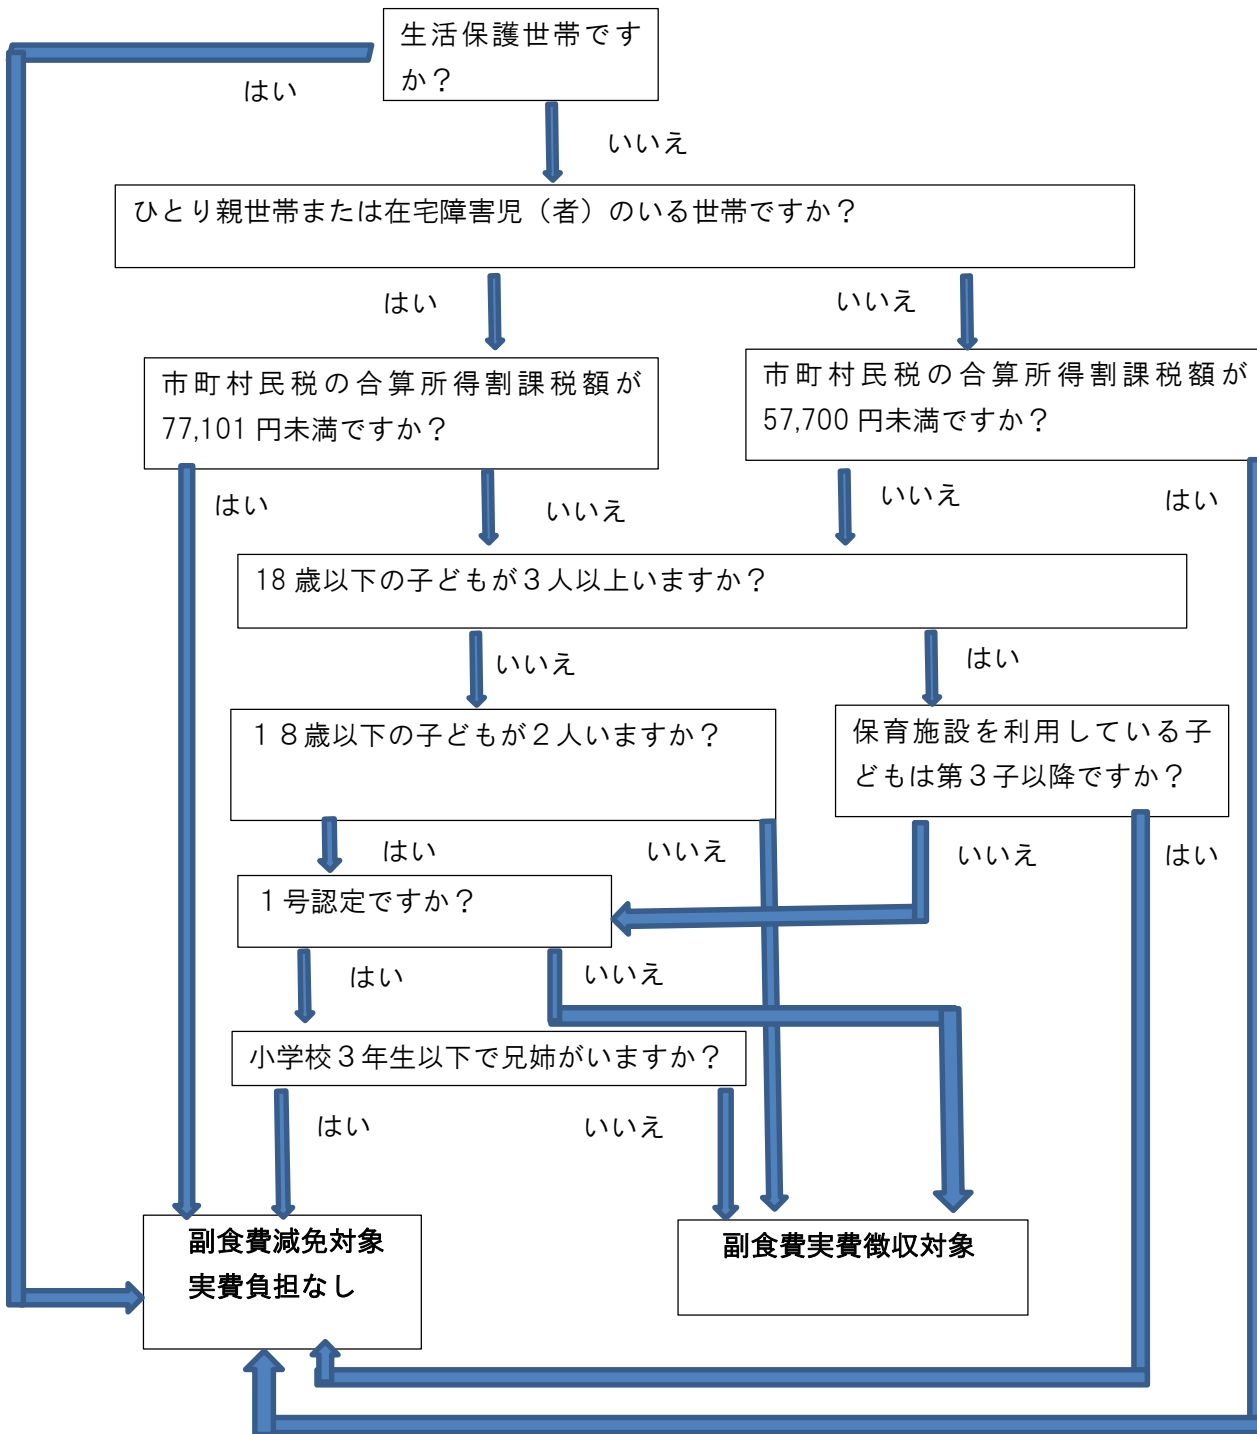 生活保護世帯です
か？
はい
いいえ
ひとり親世帯または在宅障害児（者）のいる世帯ですか？
はい
いいえ
市町村民税の合算所得割課税額が
77,101 円未満ですか？
市町村民税の合算所得割課税額が
57,700 円未満ですか？
はい
いいえ
いいえ
はい
18 歳以下の子どもが３人以上いますか？
いいえ
はい
１８歳以下の子どもが２人いますか？
保育施設を利用している子
どもは第３子以降ですか？
はい
いいえ
いいえ
はい
１号認定ですか？
はい
いいえ
小学校３年生以下で兄姉がいますか？
はい
いいえ
副食費減免対象
実費負担なし
副食費実費徴収対象